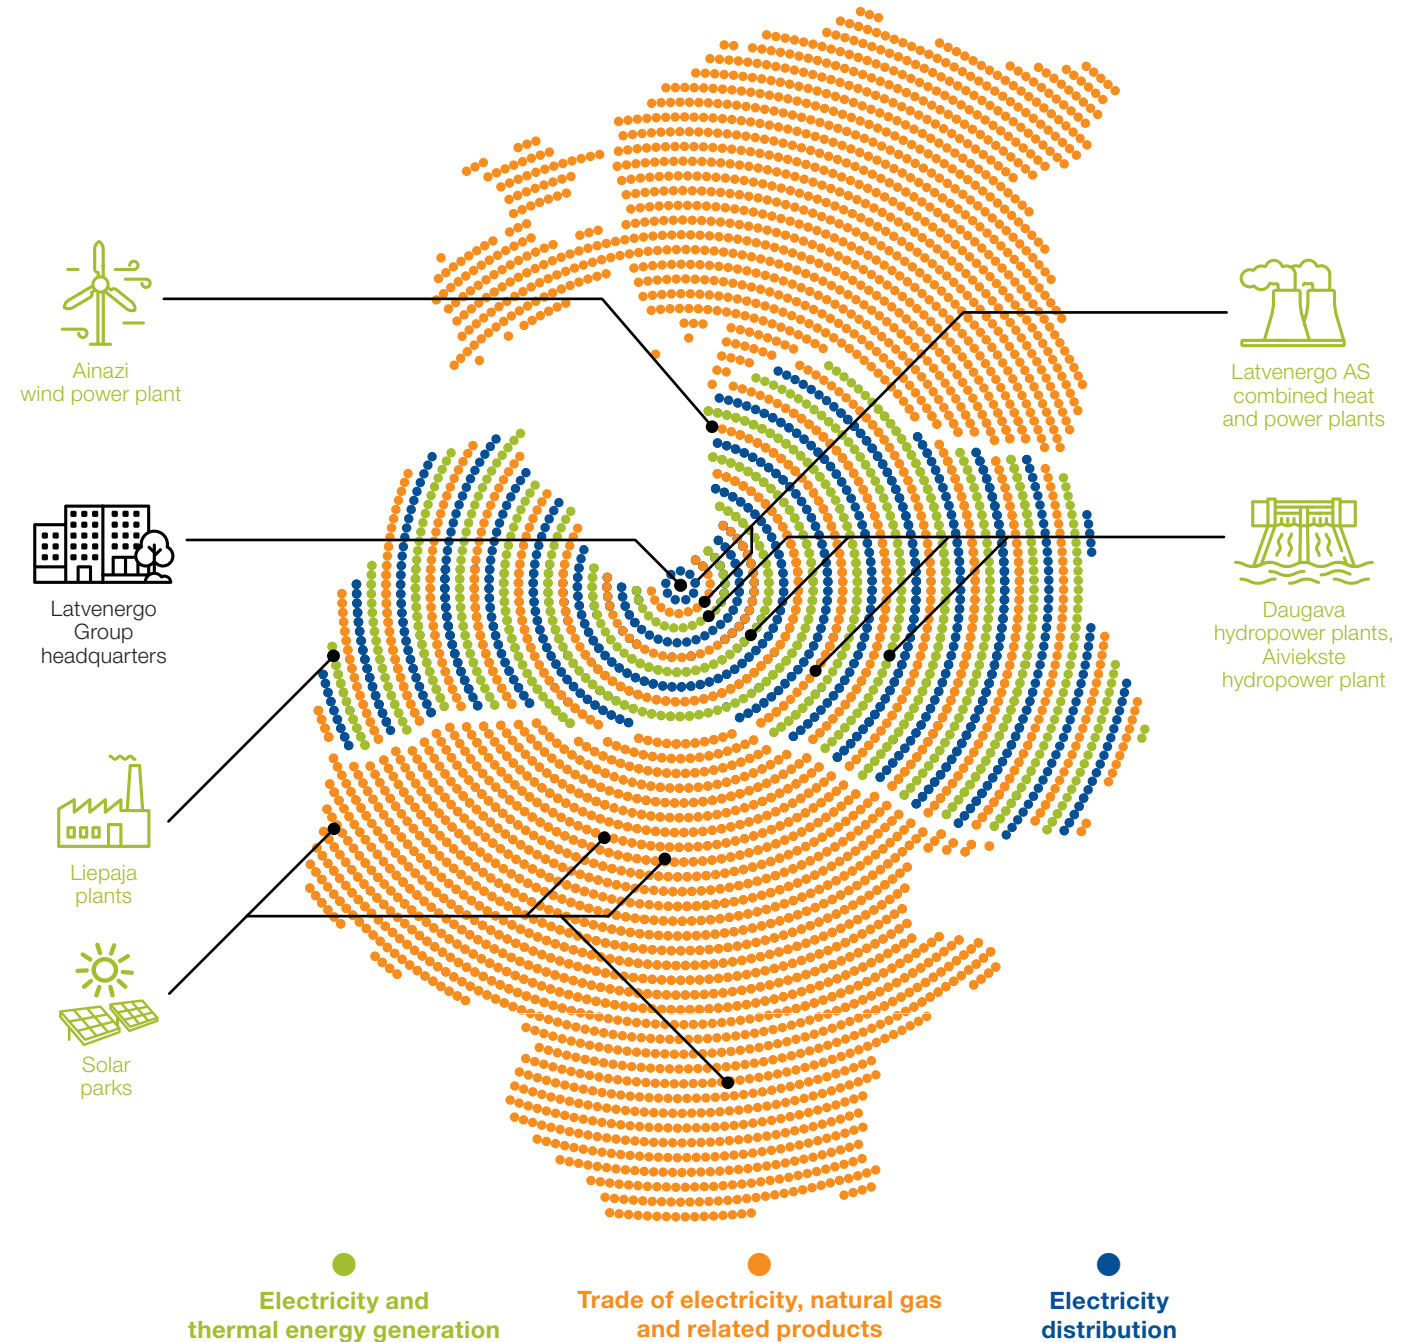 Ainazi
wind power plant
Latvenergo AS
combined heat
and power plants
Latvenergo
Group
headquarters
Daugava
hydropower plants,
Aiviekste
hydropower plant
Liepaja
plants
Solar
parks
Electricity and
thermal energy generation
Trade of electricity, natural gas
and related products
Electricity
distribution